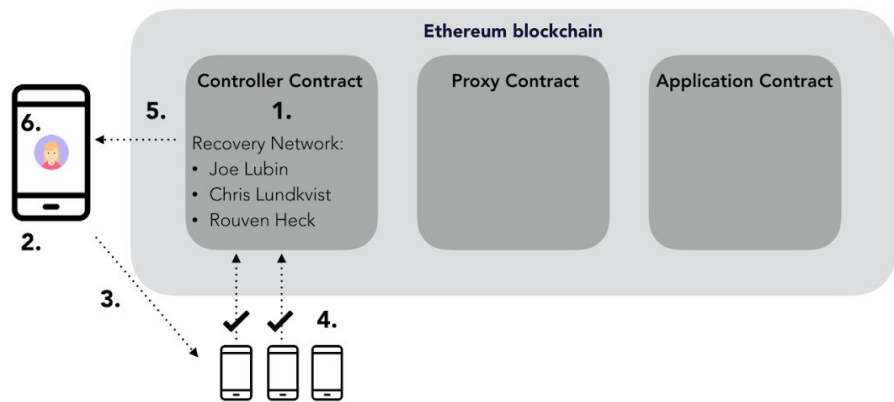 Ethereum blockchain
Controller Contract
Proxy Contract
Application Contract
1.
Recovery Network:
• Joe Lubin
• Chris Lundkvist
• Rouven Heck
5.
6.
2.
3.
4.